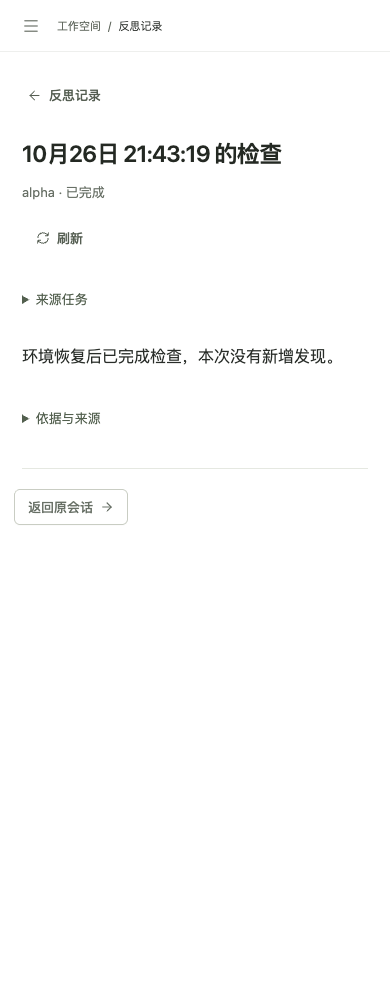 工作空间 / 反思记录
反思记录
10月26日 21:43:19 的检查
alpha · 已完成
刷新
来源任务
环境恢复后已完成检查，本次没有新增发现。
依据与来源
返回原会话